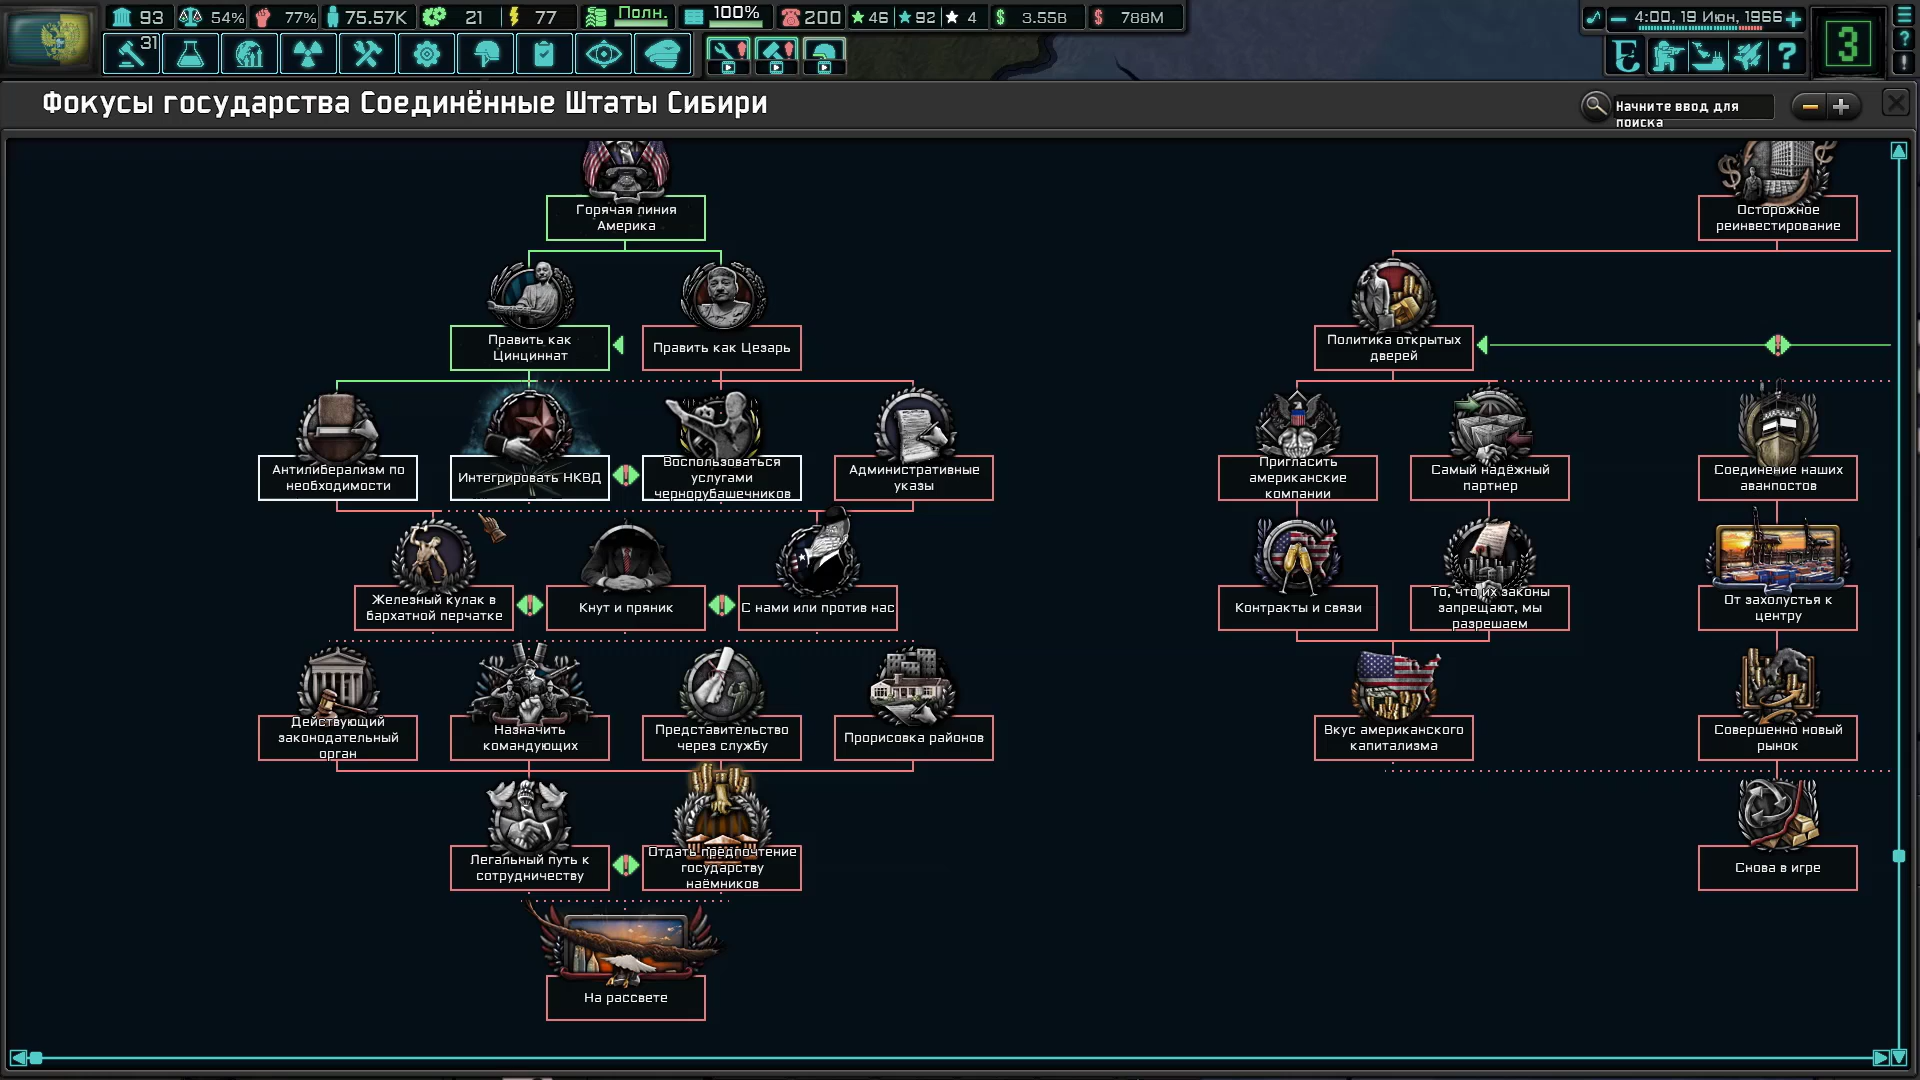 93
54%
77%
75.57K
21
77
Полн.
100%
200
46
92
4
$ 3.55B
$ 788M
4:00, 19 Июн, 1966
31
3
Фокусы государства Соединённые Штаты Сибири
Начните ввод для
поиска
Горячая линия
Америка
Осторожное
реинвестирование
Править как
Цинциннат
Править как Цезарь
Политика открытых
дверей
Антилиберализм по
необходимости
Интегрировать НКВД
Воспользоваться
услугами
чернорубашечников
Административные
указы
Пригласить
американские
компании
Самый надёжный
партнер
Соединение наших
аванпостов
Железный кулак в
бархатной перчатке
Кнут и пряник
С нами или против нас
Контракты и связи
То, что их законы
запрещают, мы
разрешаем
От захолустья к
центру
Действующий
законодательный
орган
Назначить
командующих
Представительство
через службу
Прорисовка районов
Вкус американского
капитализма
Совершенно новый
рынок
Легальный путь к
сотрудничеству
Отдать предпочтение
государству
наёмников
Снова в игре
На рассвете